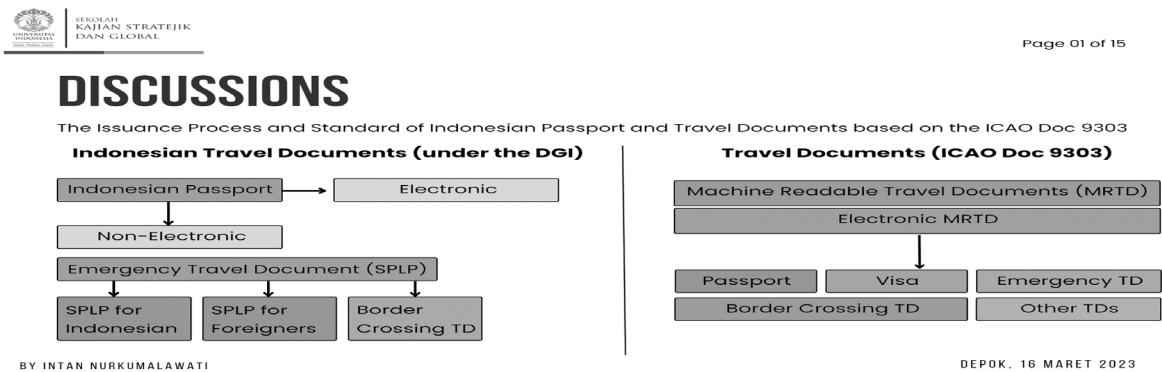 UNIVERSITAS
INDONESIA
SEKOLAH
KAJIAN STRATEJIK
DAN GLOBAL
Page 01 of 15
DISCUSSIONS
The Issuance Process and Standard of Indonesian Passport and Travel Documents based on the ICAO Doc 9303
Indonesian Travel Documents (under the DGI)
Indonesian Passport
Electronic
Non-Electronic
Emergency Travel Document (SPLP)
SPLP for
Indonesian
SPLP for
Foreigners
Border
Crossing TD
Travel Documents (ICAO Doc 9303)
Machine Readable Travel Documents (MRTD)
Electronic MRTD
Passport
Visa
Emergency TD
Border Crossing TD
Other TDs
BY INTAN NURKUMALAWATI
DEPOK, 16 MARET 2023